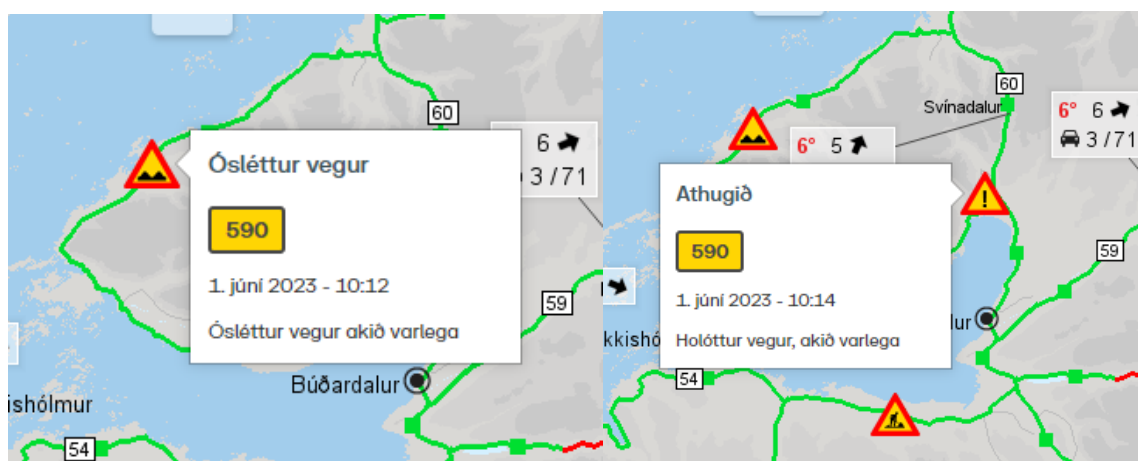 60
6
3 / 71
Ósléttur vegur
590
1. júní 2023 - 10:12
Ósléttur vegur akið varlega
59
Búðardalur
ishólmur
54
60
Svínadalur
6° 6
3 / 71
6° 5
Athugið
590
1. júní 2023 - 10:14
Holóttur vegur, akið varlega
59
lur
kkishó
54